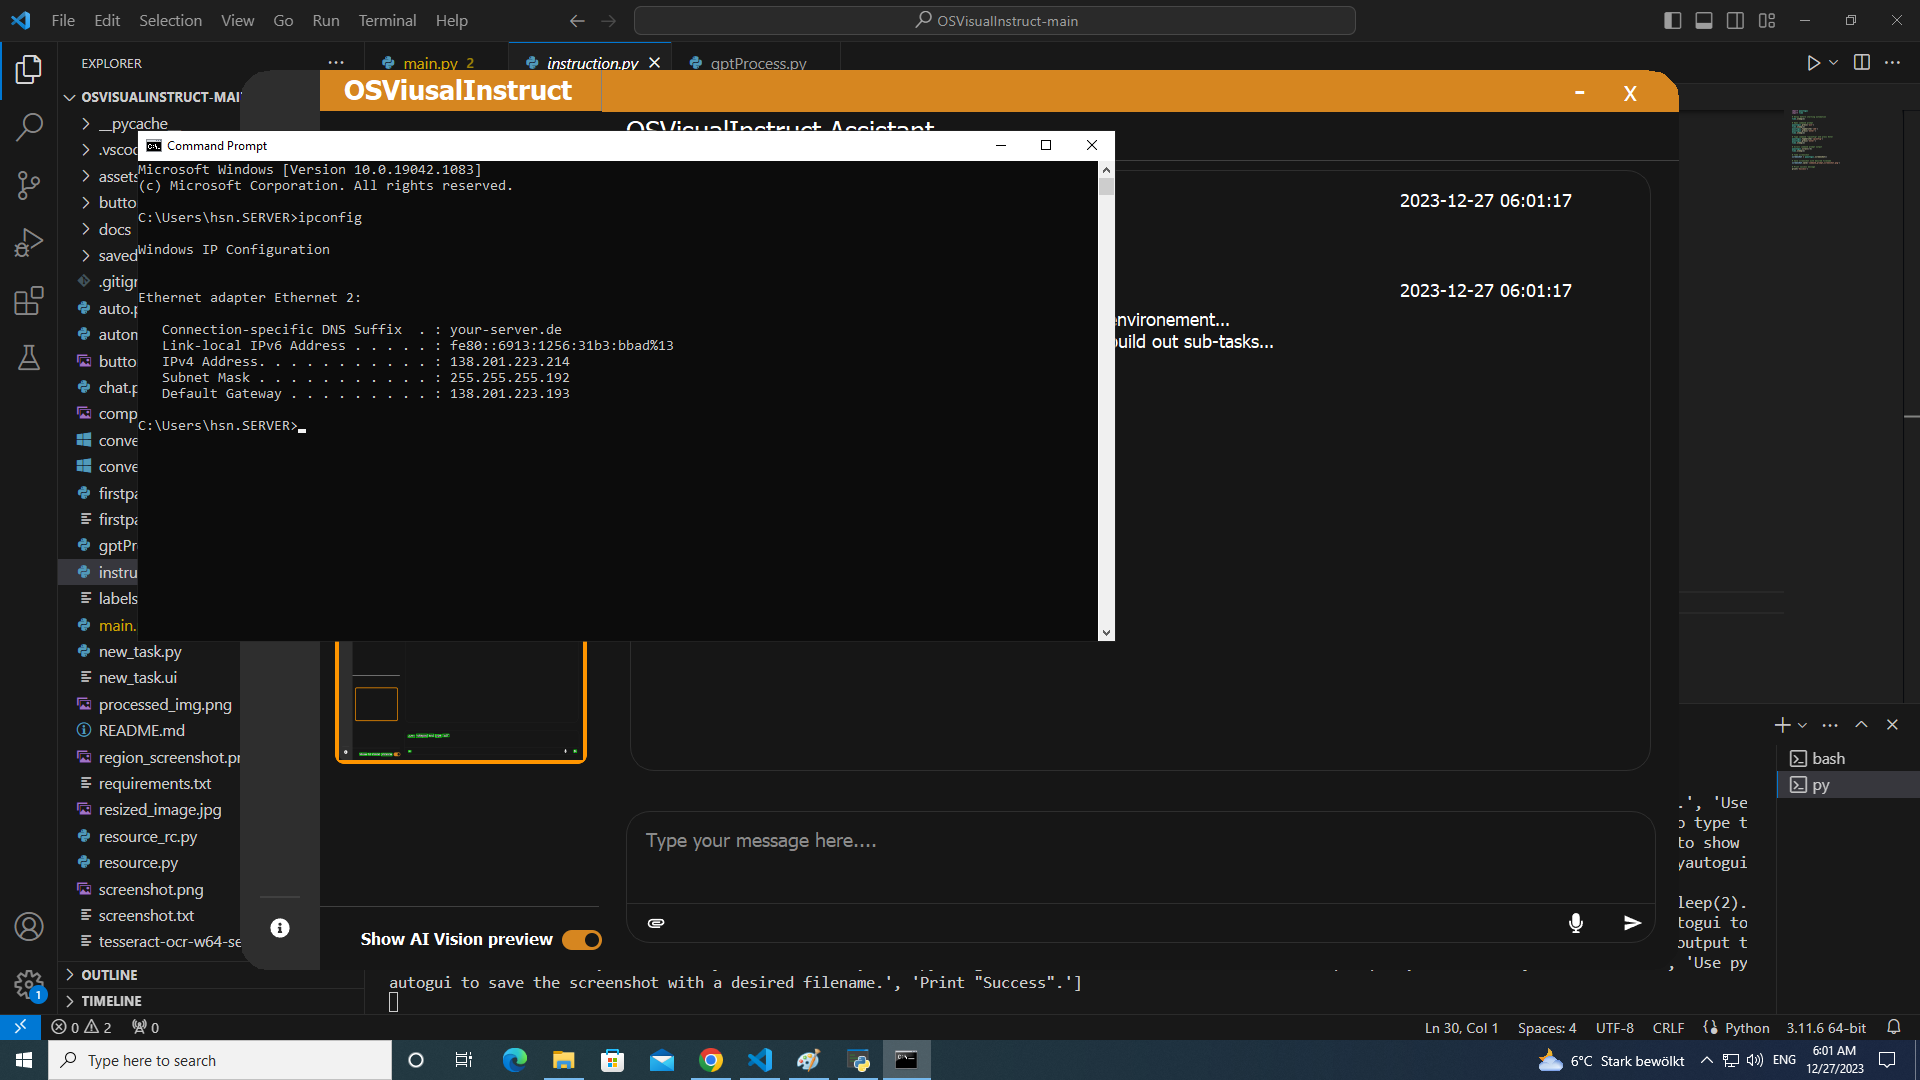 File Edit Selection View Go Run Terminal Help
OSVisualInstruct-main
EXPLORER
main.py 2
instruction.py
gptProcess.py
OSVISUALINSTRUCT-MAI
__pycache__
.vscod
assets
butto
docs
saved
.gitigr
auto.p
auton
butto
chat.p
comp
conve
conve
firstpa
firstpa
gptPr
instru
labels
main.
new_task.py
new_task.ui
processed_img.png
README.md
region_screenshot.pr
requirements.txt
resized_image.jpg
resource_rc.py
resource.py
screenshot.png
screenshot.txt
tesseract-ocr-w64-se
OUTLINE
TIMELINE
OSViusalInstruct
- X
OSVisualInstruct Assistant
2023-12-27 06:01:17
2023-12-27 06:01:17
environement...
build out sub-tasks...
Command Prompt
Microsoft Windows [Version 10.0.19042.1083]
(c) Microsoft Corporation. All rights reserved.
C:\Users\hsn.SERVER>ipconfig
Windows IP Configuration
Ethernet adapter Ethernet 2:
Connection-specific DNS Suffix . : your-server.de
Link-local IPv6 Address . . . . . : fe80::6913:1256:31b3:bbad%13
IPv4 Address. . . . . . . . . . . : 138.201.223.214
Subnet Mask . . . . . . . . . . . : 255.255.255.192
Default Gateway . . . . . . . . . : 138.201.223.193
C:\Users\hsn.SERVER>
Type your message here....
Show AI Vision preview
bash
py
.', 'Use
o type t
to show
yautogui
leep(2).
togui to
output t
, 'Use py
autogui to save the screenshot with a desired filename.', 'Print "Success".']
0 2 0
Ln 30, Col 1 Spaces: 4 UTF-8 CRLF Python 3.11.6 64-bit
1
Type here to search
6°C Stark bewölkt
ENG
6:01 AM
12/27/2023